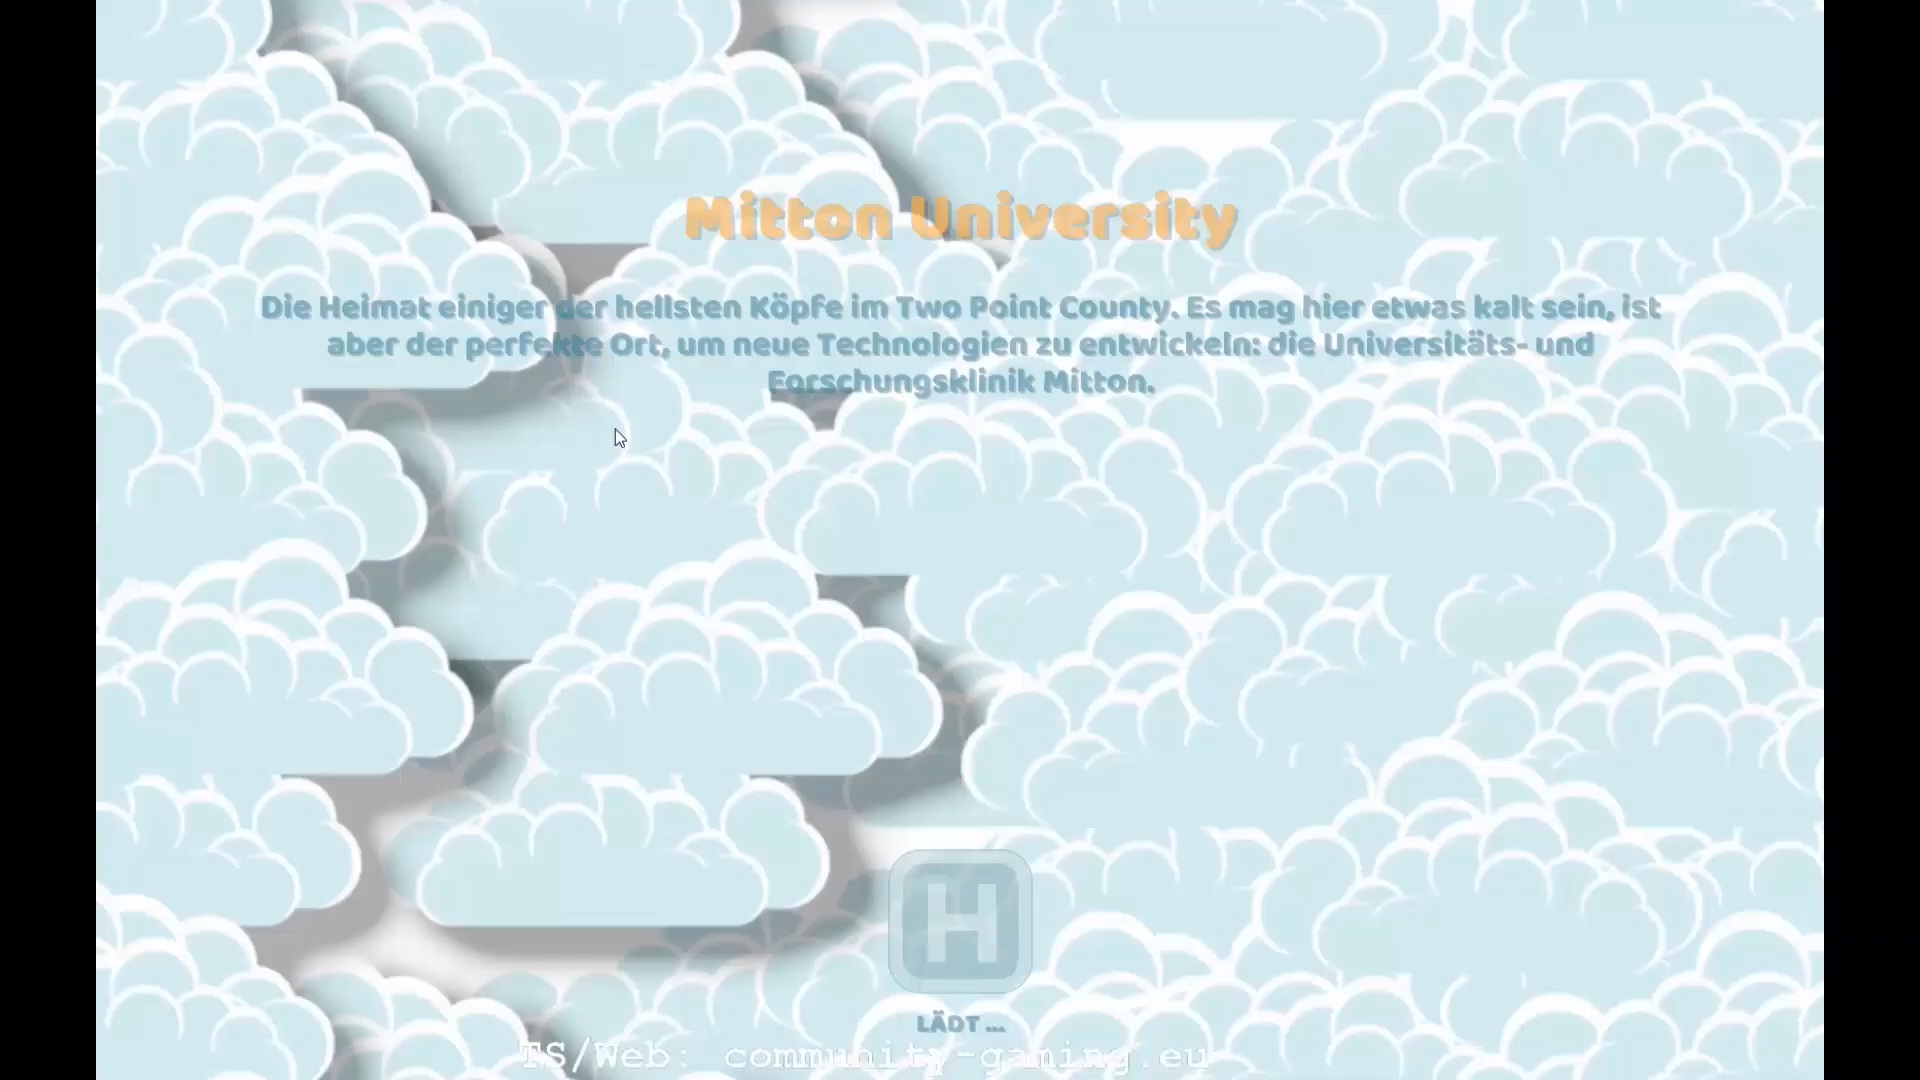 Mitton University
Die Heimat einiger der hellsten Köpfe im Two Point County. Es mag hier etwas kalt sein, ist
aber der perfekte Ort, um neue Technologien zu entwickeln: die Universitäts- und
Forschungsklinik Mitton.
H
LÄDT ...
TS/Web: community-gaming.eu